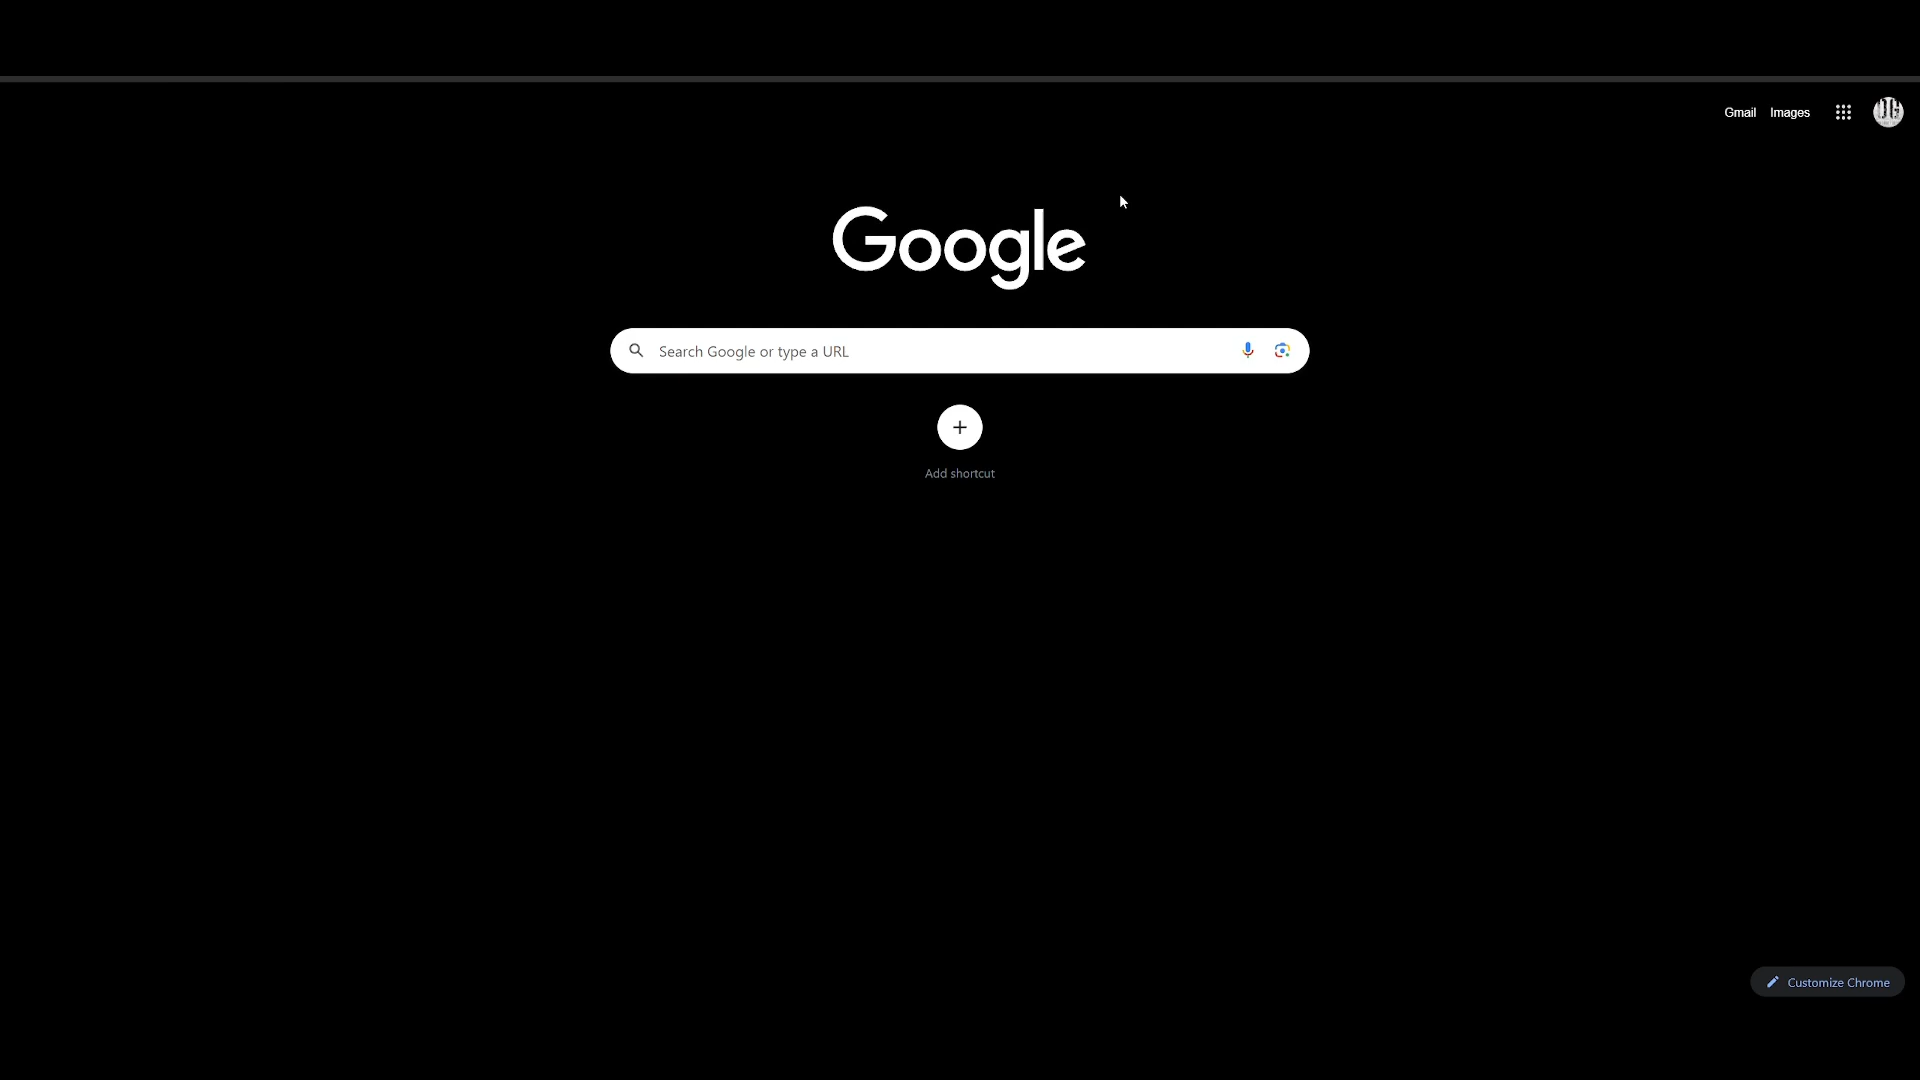 Gmail Images
Google
Search Google or type a URL
Add shortcut
Customize Chrome